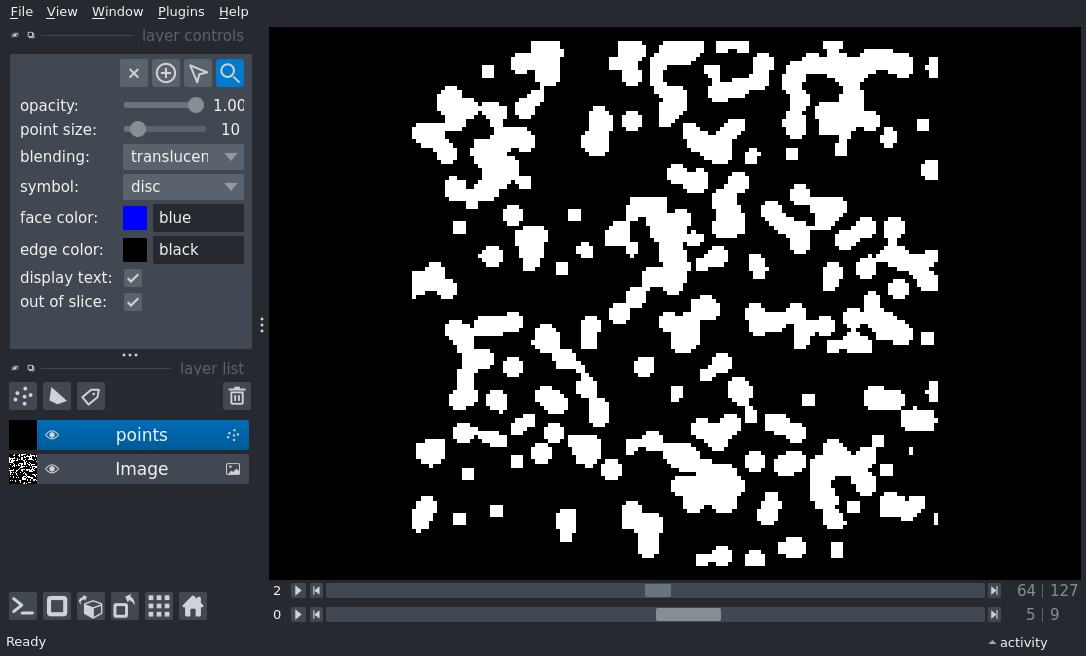 File View Window Plugins Help
layer controls
opacity: 1.00
point size: 10
blending: translucen
symbol: disc
face color: blue
edge color: black
display text:
out of slice:
layer list
points
Image
2 64 127
0 5 9
Ready activity